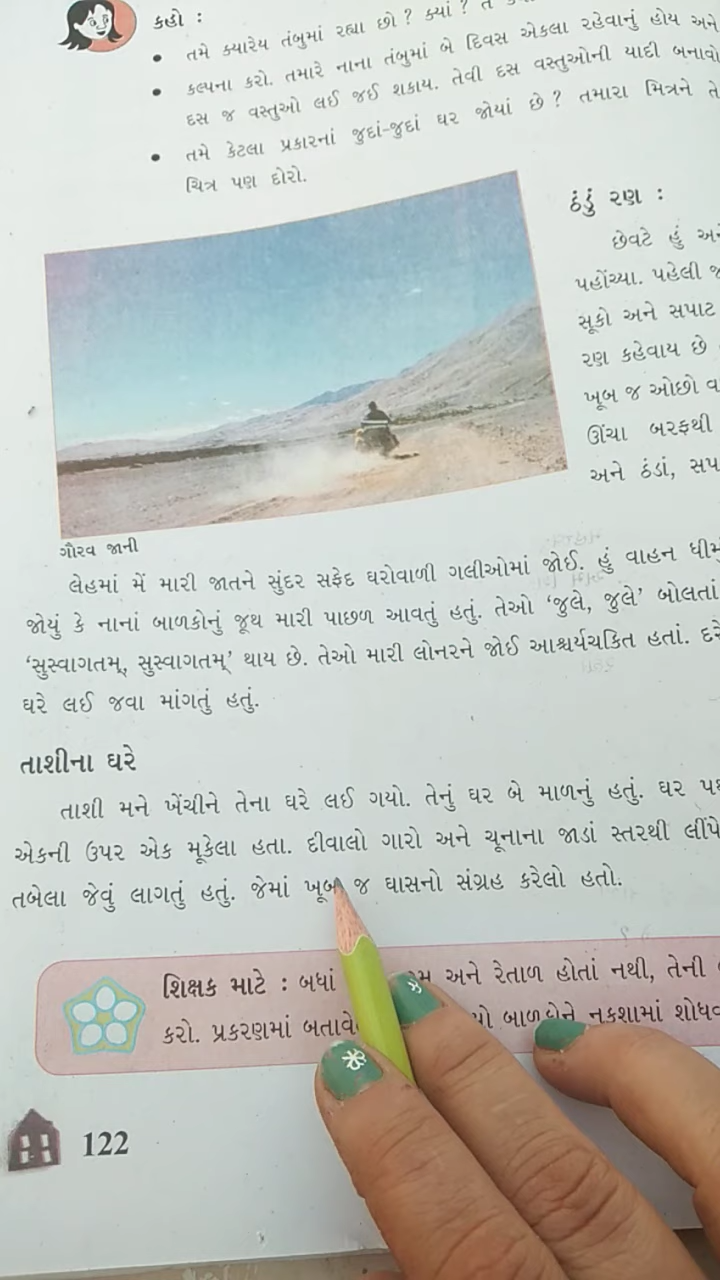 કહો :
• તમે ક્યારેય તંબુમાં રહ્યા છો ? ક્યાં ?
• કલ્પના કરો. તમારે નાના તંબુમાં બે દિવસ એકલા રહેવાનું હોય અને
દસ જ વસ્તુઓ લઈ જઈ શકાય. તેવી દસ વસ્તુઓની યાદી બનાવો
• તમે કેટલા પ્રકારનાં જુદાં-જુદાં ઘર જોયાં છે ? તમારા મિત્રને તે
ચિત્ર પણ દોરો.
ઠંડું રણ :
છેવટે હું
પહોંચ્યા. પહેલી
સૂકો અને સપાટ
રણ કહેવાય છે
ખૂબ જ ઓછો
ઊંચા બરફથી
અને ઠંડાં,
ગૌરવ જાની
લેહમાં મેં મારી જાતને સુંદર સફેદ ઘરોવાળી ગલીઓમાં જોઈ. હું વાહન
જોયું કે નાનાં બાળકોનું જૂથ મારી પાછળ આવતું હતું. તેઓ ‘જુલે, જુલે’ બોલતાં
‘સુસ્વાગતમ્, સુસ્વાગતમ્’ થાય છે. તેઓ મારી લોનરને જોઈ આશ્ચર્યચકિત હતાં.
ઘરે લઈ જવા માંગતું હતું.
તાશીના ઘરે
તાશી મને ખેંચીને તેના ઘરે લઈ ગયો. તેનું ઘર બે માળનું હતું. ઘર
એકની ઉપર એક મૂકેલા હતા. દીવાલો ગારો અને ચૂનાના જાડાં સ્તરથી
તબેલા જેવું લાગતું હતું. જેમાં ખૂબ જ ઘાસનો સંગ્રહ કરેલો હતો.
શિક્ષક માટે : બધાં અને રેતાળ હોતાં નથી, તેની
કરો. પ્રકરણમાં બાળકોને નકશામાં
122